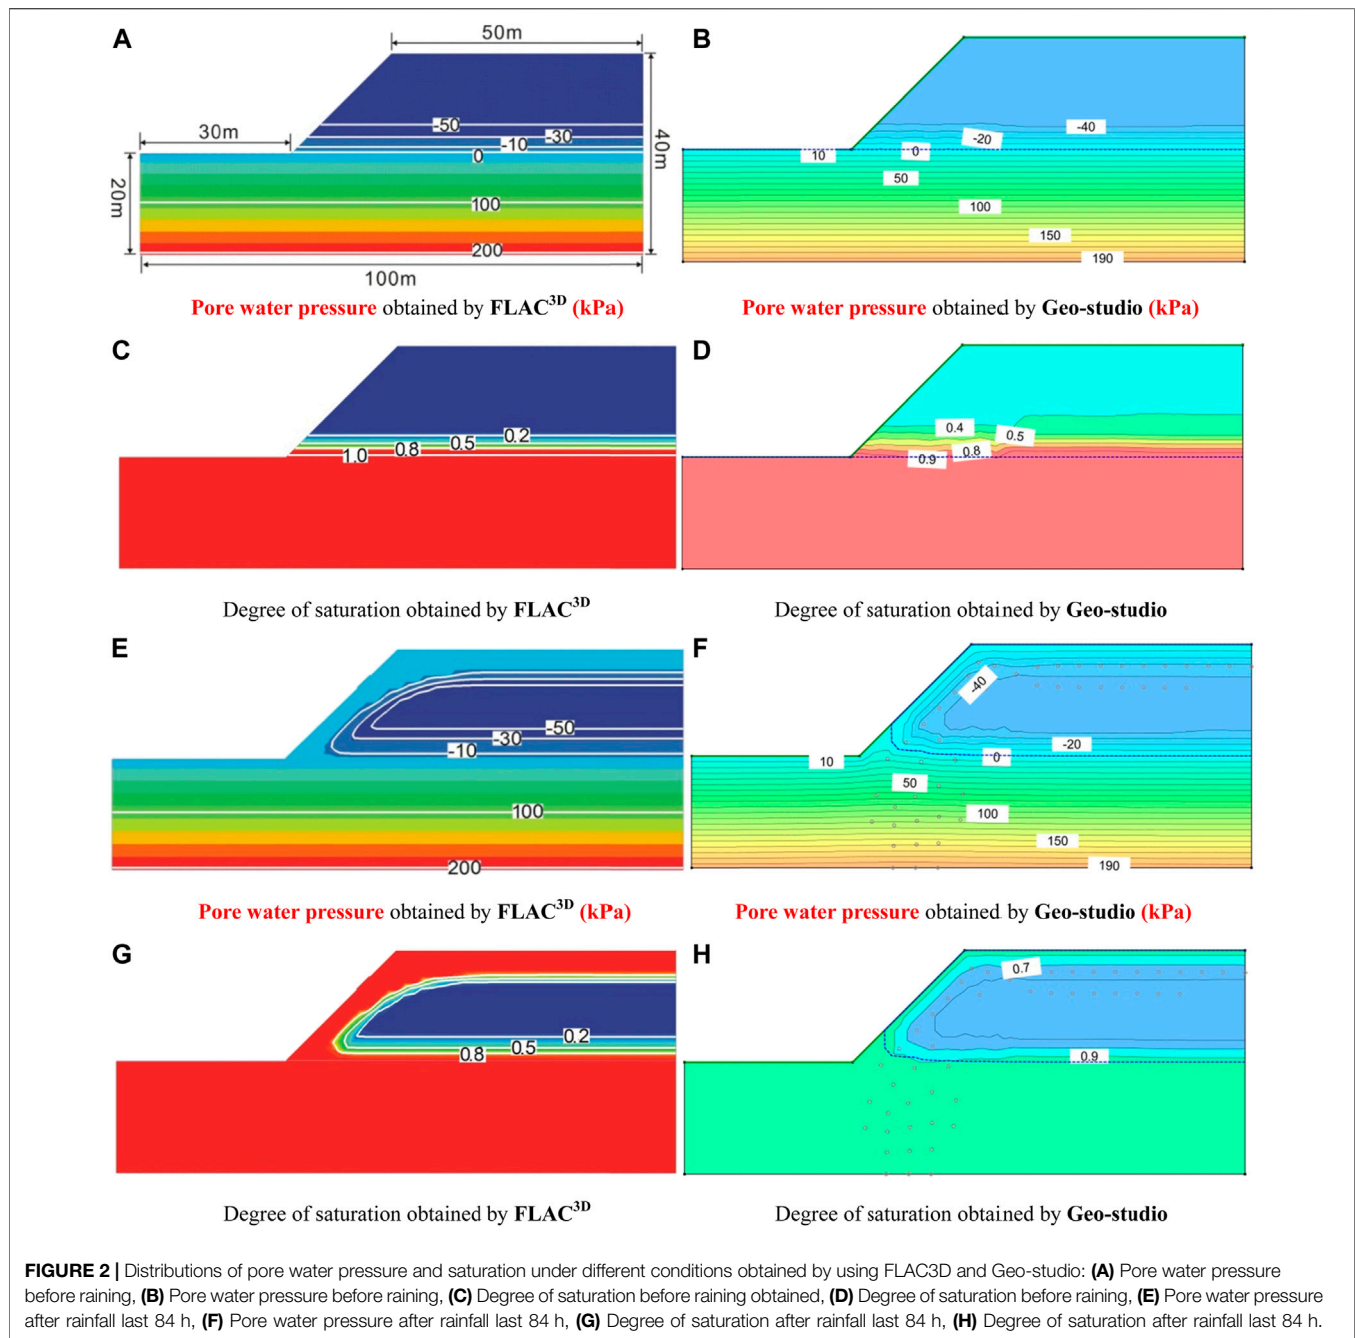 A
50m
-50
-30
-10
0
30m
40m
20m
100
200
100m
Pore water pressure obtained by FLAC3D (kPa)
B
-40
-20
10
0
50
100
150
190
Pore water pressure obtained by Geo-studio (kPa)
C
0.2
0.5
0.8
1.0
Degree of saturation obtained by FLAC3D
D
0.4
0.5
0.8
0.9
Degree of saturation obtained by Geo-studio
E
-50
-30
-10
100
200
Pore water pressure obtained by FLAC3D (kPa)
F
-40
-20
0
10
50
100
150
190
Pore water pressure obtained by Geo-studio (kPa)
G
0.2
0.5
0.8
Degree of saturation obtained by FLAC3D
H
0.7
0.9
Degree of saturation obtained by Geo-studio
FIGURE 2 | Distributions of pore water pressure and saturation under different conditions obtained by using FLAC3D and Geo-studio: (A) Pore water pressure
before raining, (B) Pore water pressure before raining, (C) Degree of saturation before raining obtained, (D) Degree of saturation before raining, (E) Pore water pressure
after rainfall last 84 h, (F) Pore water pressure after rainfall last 84 h, (G) Degree of saturation after rainfall last 84 h, (H) Degree of saturation after rainfall last 84 h.